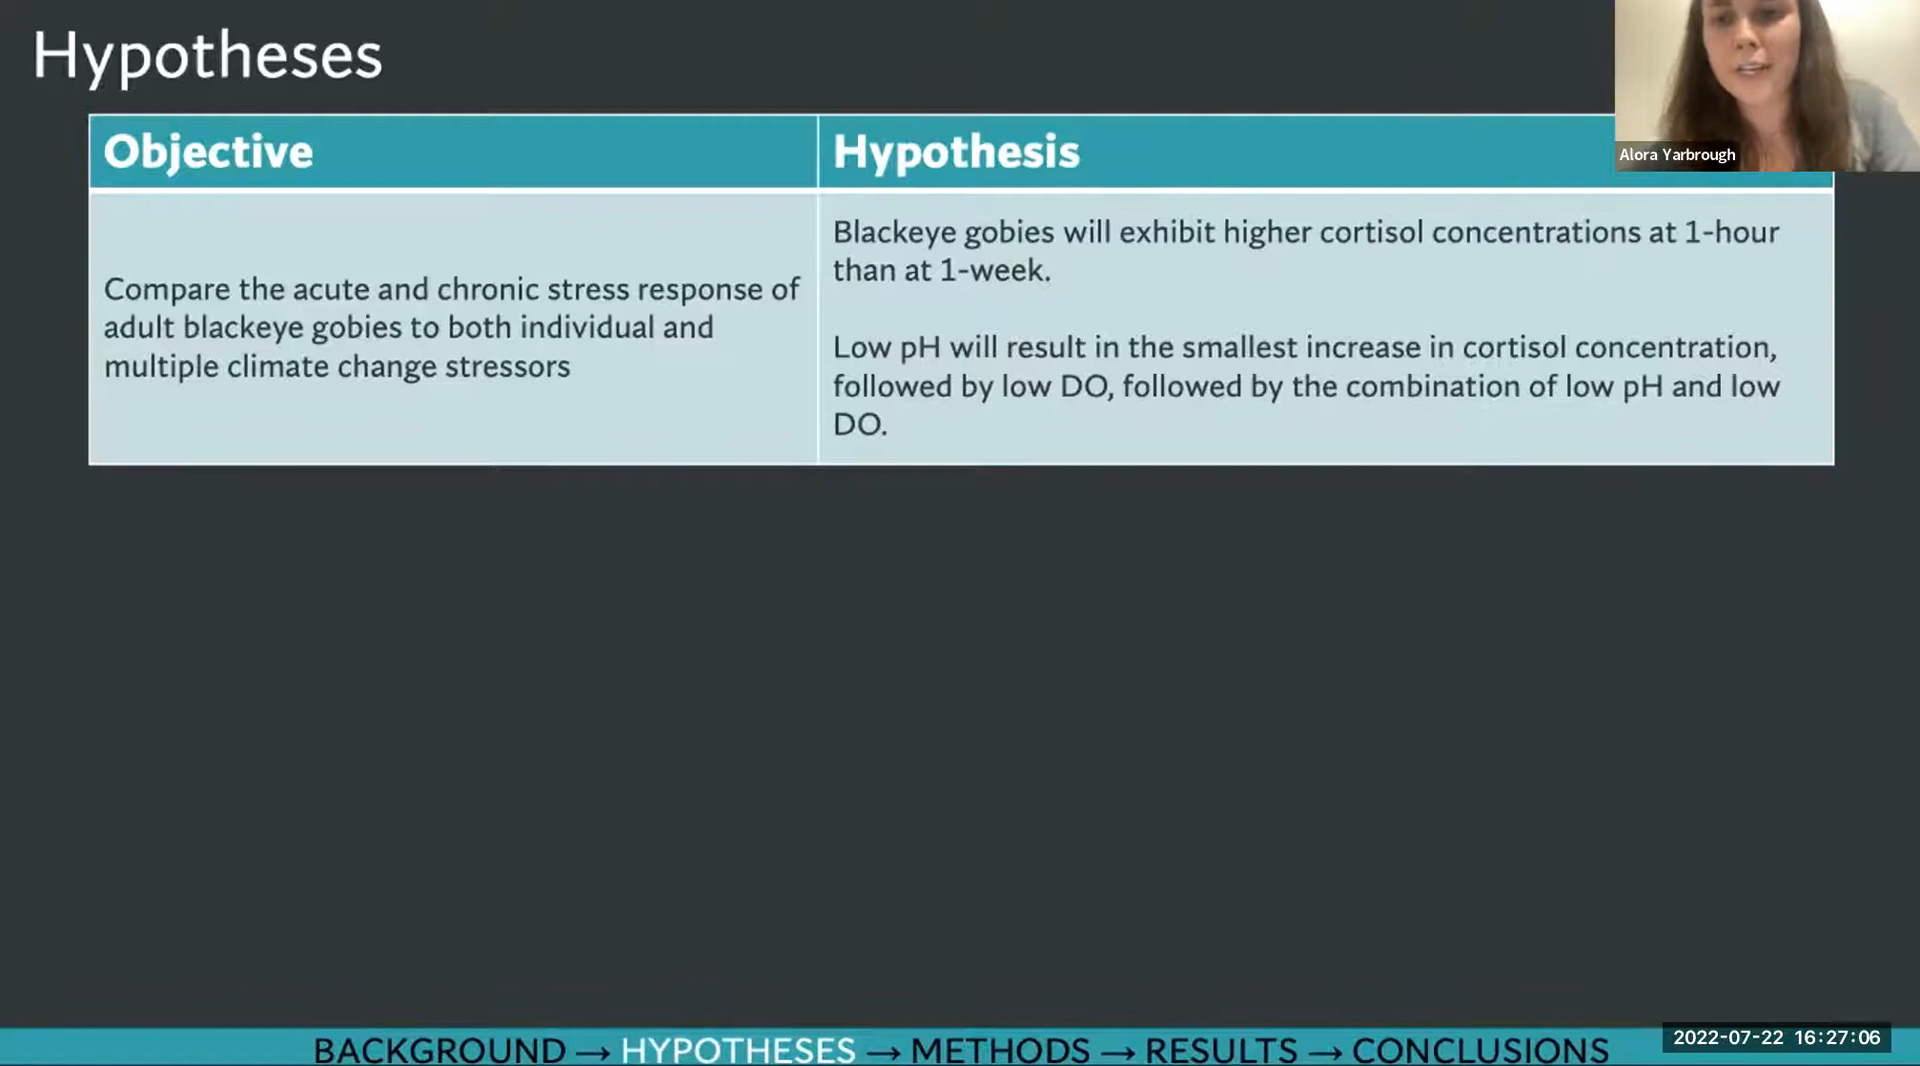 Hypotheses
Alora Yarbrough
Objective
Hypothesis
Compare the acute and chronic stress response of
adult blackeye gobies to both individual and
multiple climate change stressors
Blackeye gobies will exhibit higher cortisol concentrations at 1-hour
than at 1-week.
Low pH will result in the smallest increase in cortisol concentration,
followed by low DO, followed by the combination of low pH and low
DO.
BACKGROUND → HYPOTHESES → METHODS → RESULTS → CONCLUSIONS
2022-07-22 16:27:06